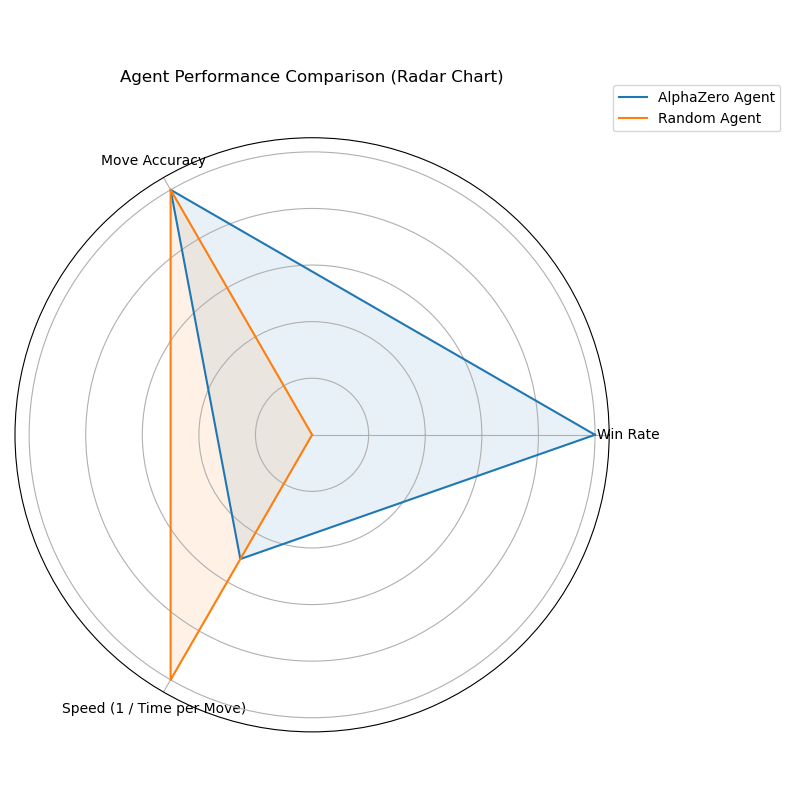 Agent Performance Comparison (Radar Chart)
AlphaZero Agent
Random Agent
Move Accuracy
Win Rate
Speed (1 / Time per Move)